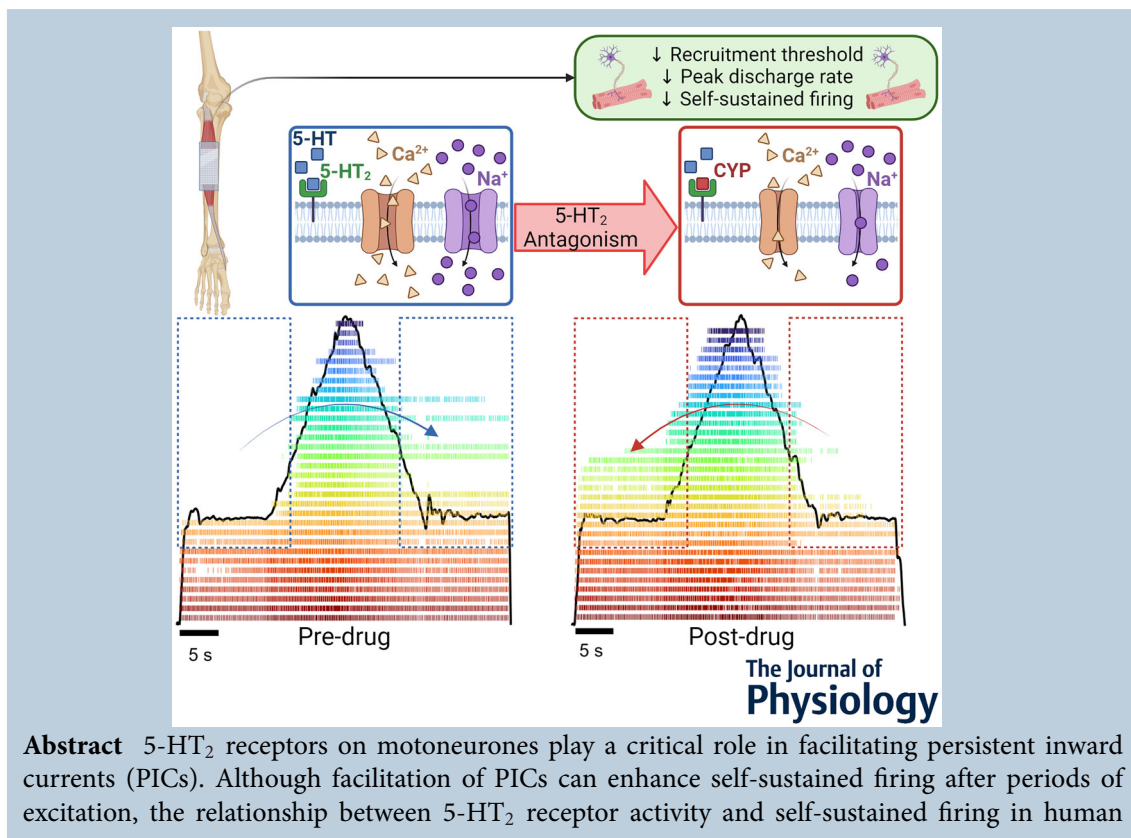 ↓ Recruitment threshold
↓ Peak discharge rate
↓ Self-sustained firing
5-HT
5-HT₂
Ca²⁺
Na⁺
5-HT₂
Antagonism
CYP
Ca²⁺
Na⁺
Pre-drug
5 s
Post-drug
5 s
The Journal of
Physiology
Abstract 5-HT₂ receptors on motoneurones play a critical role in facilitating persistent inward
currents (PICs). Although facilitation of PICs can enhance self-sustained firing after periods of
excitation, the relationship between 5-HT₂ receptor activity and self-sustained firing in human